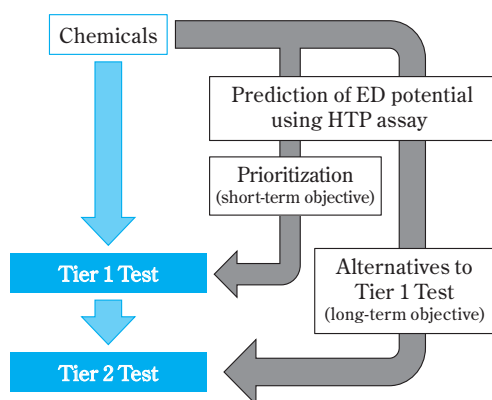 Chemicals
Prediction of ED potential
using HTP assay
Prioritization
(short-term objective)
Tier 1 Test
Alternatives to
Tier 1 Test
(long-term objective)
Tier 2 Test